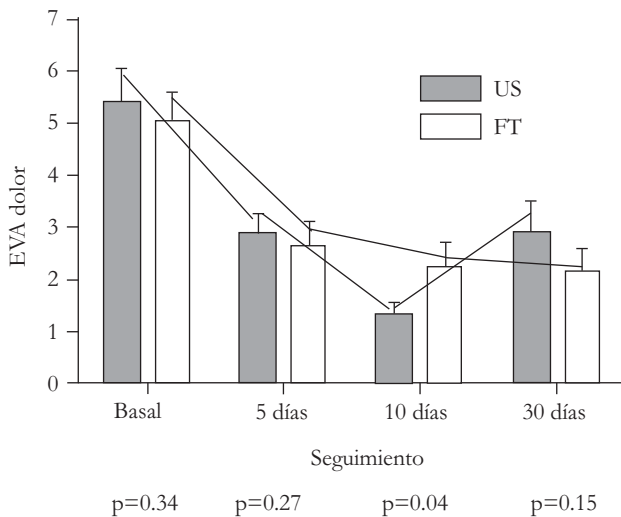 7
6
5
4
3
2
1
0
EVA dolor
US
FT
Basal 5 días 10 días 30 días
Seguimiento
p=0.34 p=0.27 p=0.04 p=0.15